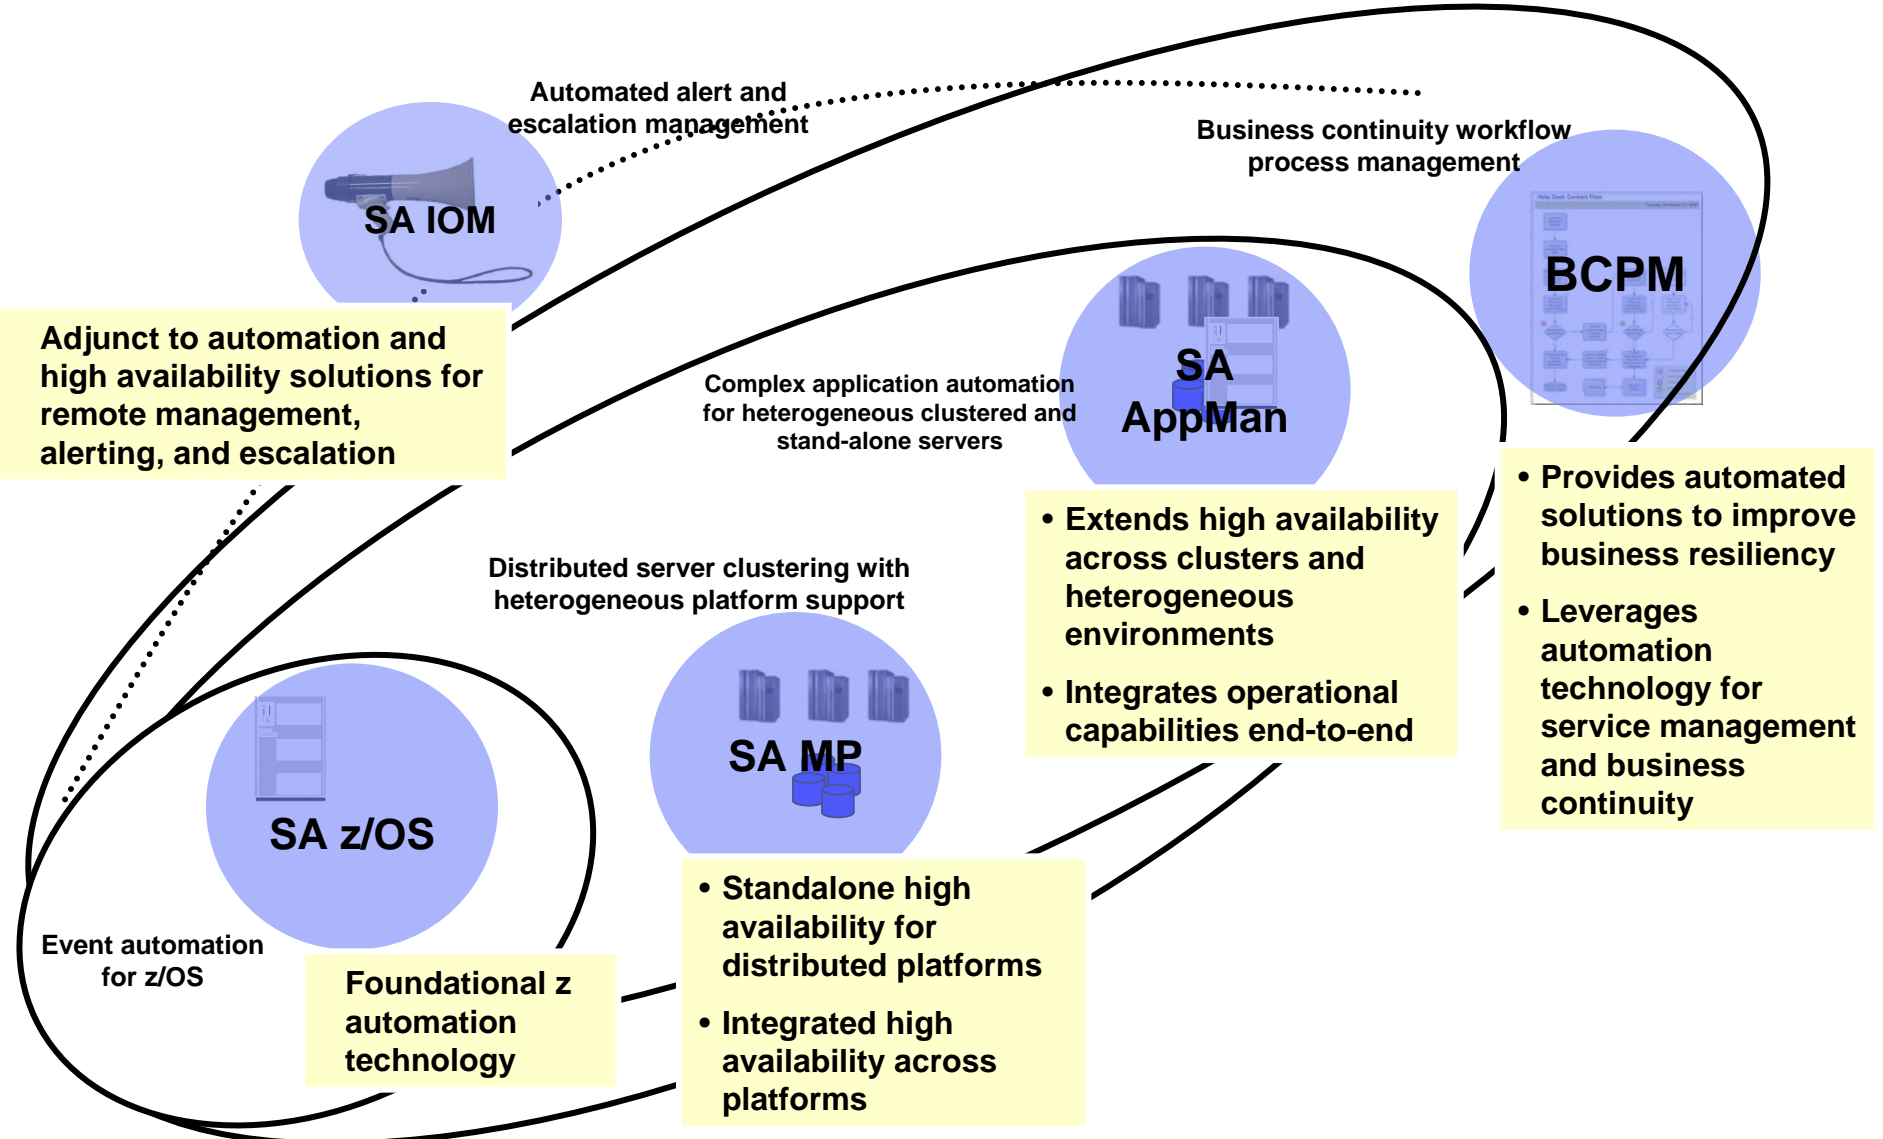 Automated alert and
escalation management
SA IOM
Adjunct to automation and
high availability solutions for
remote management,
alerting, and escalation
Business continuity workflow
process management
Help Desk Contact Flow
BCPM
• Provides automated
solutions to improve
business resiliency
• Leverages
automation
technology for
service management
and business
continuity
Complex application automation
for heterogeneous clustered and
stand-alone servers
SA
AppMan
• Extends high availability
across clusters and
heterogeneous
environments
• Integrates operational
capabilities end-to-end
Distributed server clustering with
heterogeneous platform support
SA MP
• Standalone high
availability for
distributed platforms
• Integrated high
availability across
platforms
SA z/OS
Event automation
for z/OS
Foundational z
automation
technology